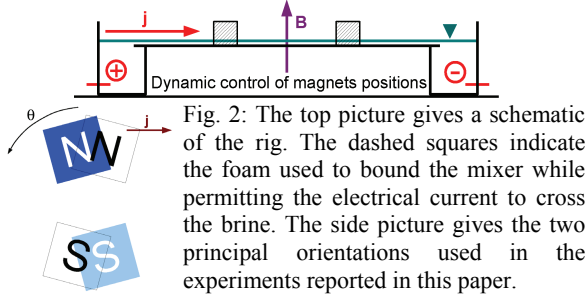 j
B
+
-
Dynamic control of magnets positions
θ
N N
j
S S
Fig. 2: The top picture gives a schematic
of the rig. The dashed squares indicate
the foam used to bound the mixer while
permitting the electrical current to cross
the brine. The side picture gives the two
principal orientations used in the
experiments reported in this paper.